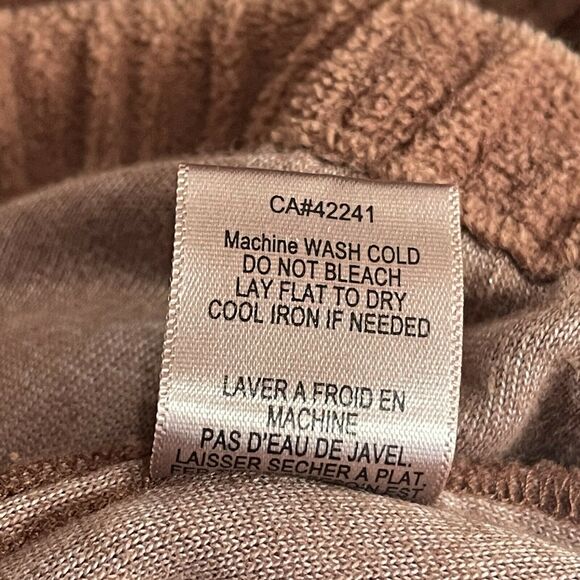 CA#42241
Machine WASH COLD
DO NOT BLEACH
LAY FLAT TO DRY
COOL IRON IF NEEDED
LAVER A FROID EN
MACHINE
PAS D'EAU DE JAVEL.
LAISSER SECHER A PLAT.
EST